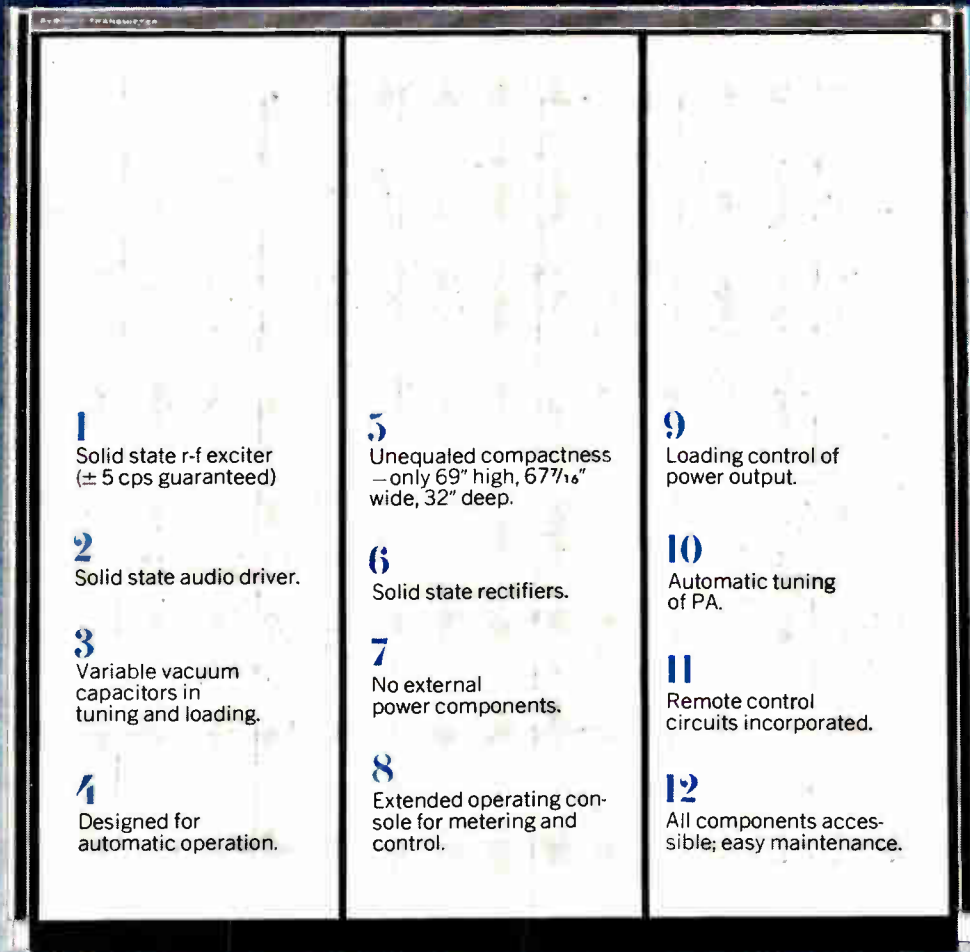 TRANSMITTER
1
Solid state r-f exciter
(± 5 cps guaranteed)
2
Solid state audio driver.
3
Variable vacuum
capacitors in
tuning and loading.
4
Designed for
automatic operation.
5
Unequaled compactness
—only 69" high, 67 7/16"
wide, 32" deep.
6
Solid state rectifiers.
7
No external
power components.
8
Extended operating con-
sole for metering and
control.
9
Loading control of
power output.
10
Automatic tuning
of PA.
11
Remote control
circuits incorporated.
12
All components acces-
sible; easy maintenance.